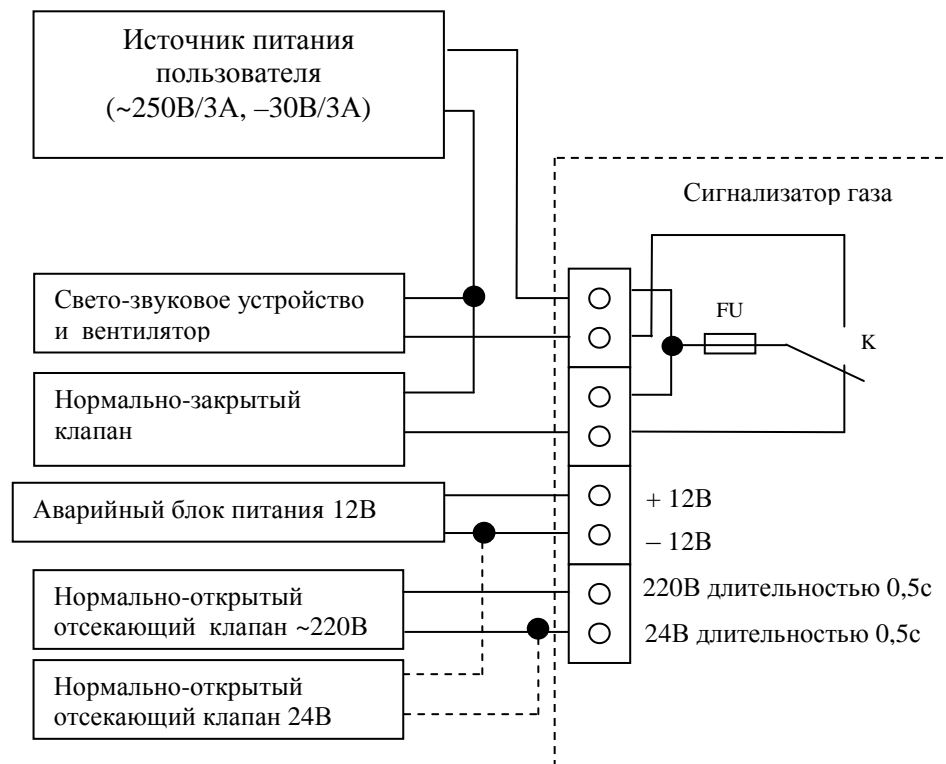 Источник питания
пользователя
(~250В/3А, –30В/3А)
Сигнализатор газа
Свето-звуковое устройство
и вентилятор
FU
K
Нормально-закрытый
клапан
Аварийный блок питания 12В
+ 12В
– 12В
Нормально-открытый
отсекающий клапан ~220В
220В длительностью 0,5с
24В длительностью 0,5с
Нормально-открытый
отсекающий клапан 24В